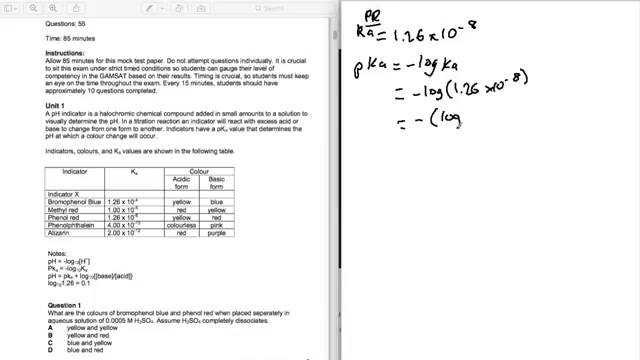 Questions: 55
Time: 85 minutes
Instructions:
Allow 85 minutes for this mock test paper. Do not attempt questions individually. It is crucial
to sit this exam under strict timed conditions so students can gauge their level of
competency in the GAMSAT based on their results. Timing is crucial, so students must keep
an eye on the time throughout the exam. Every 15 minutes, students should have
approximately 10 questions completed.
Unit 1
A pH Indicator is a halochromic chemical compound added in small amounts to a solution to
visually determine the pH. In a titration reaction an indicator will react with excess acid or
base to change from one form to another. Indicators have a pKa value that determines the
pH at which a colour change will occur.
Indicators, colours, and Ka values are shown in the following table.
Indicator Ka Colour
Acidic form Basic form
Indicator X
Bromophenol Blue 1.26 x 10⁻⁴ yellow blue
Methyl red red yellow
Phenol red 1.26 x 10⁻⁸ yellow red
Phenolphthalein colourless pink
Alizarin red purple
Notes:
pH = -log₁₀[H⁺]
Pka = -log₁₀Ka
pH = pka + log₁₀{[base]/[acid]}
log₁₀1.26 = 0.1
Question 1
What are the colours of bromophenol blue and phenol red when placed separately in
aqueous solution of 0.0005 M H₂SO₄. Assume H₂SO₄ completely dissociates.
A yellow and yellow
B yellow and red
C blue and yellow
D blue and red
PR
Ka = 1.26 x 10⁻⁸
pKa = -log Ka
= -log(1.26 x 10⁻⁸)
= -(log